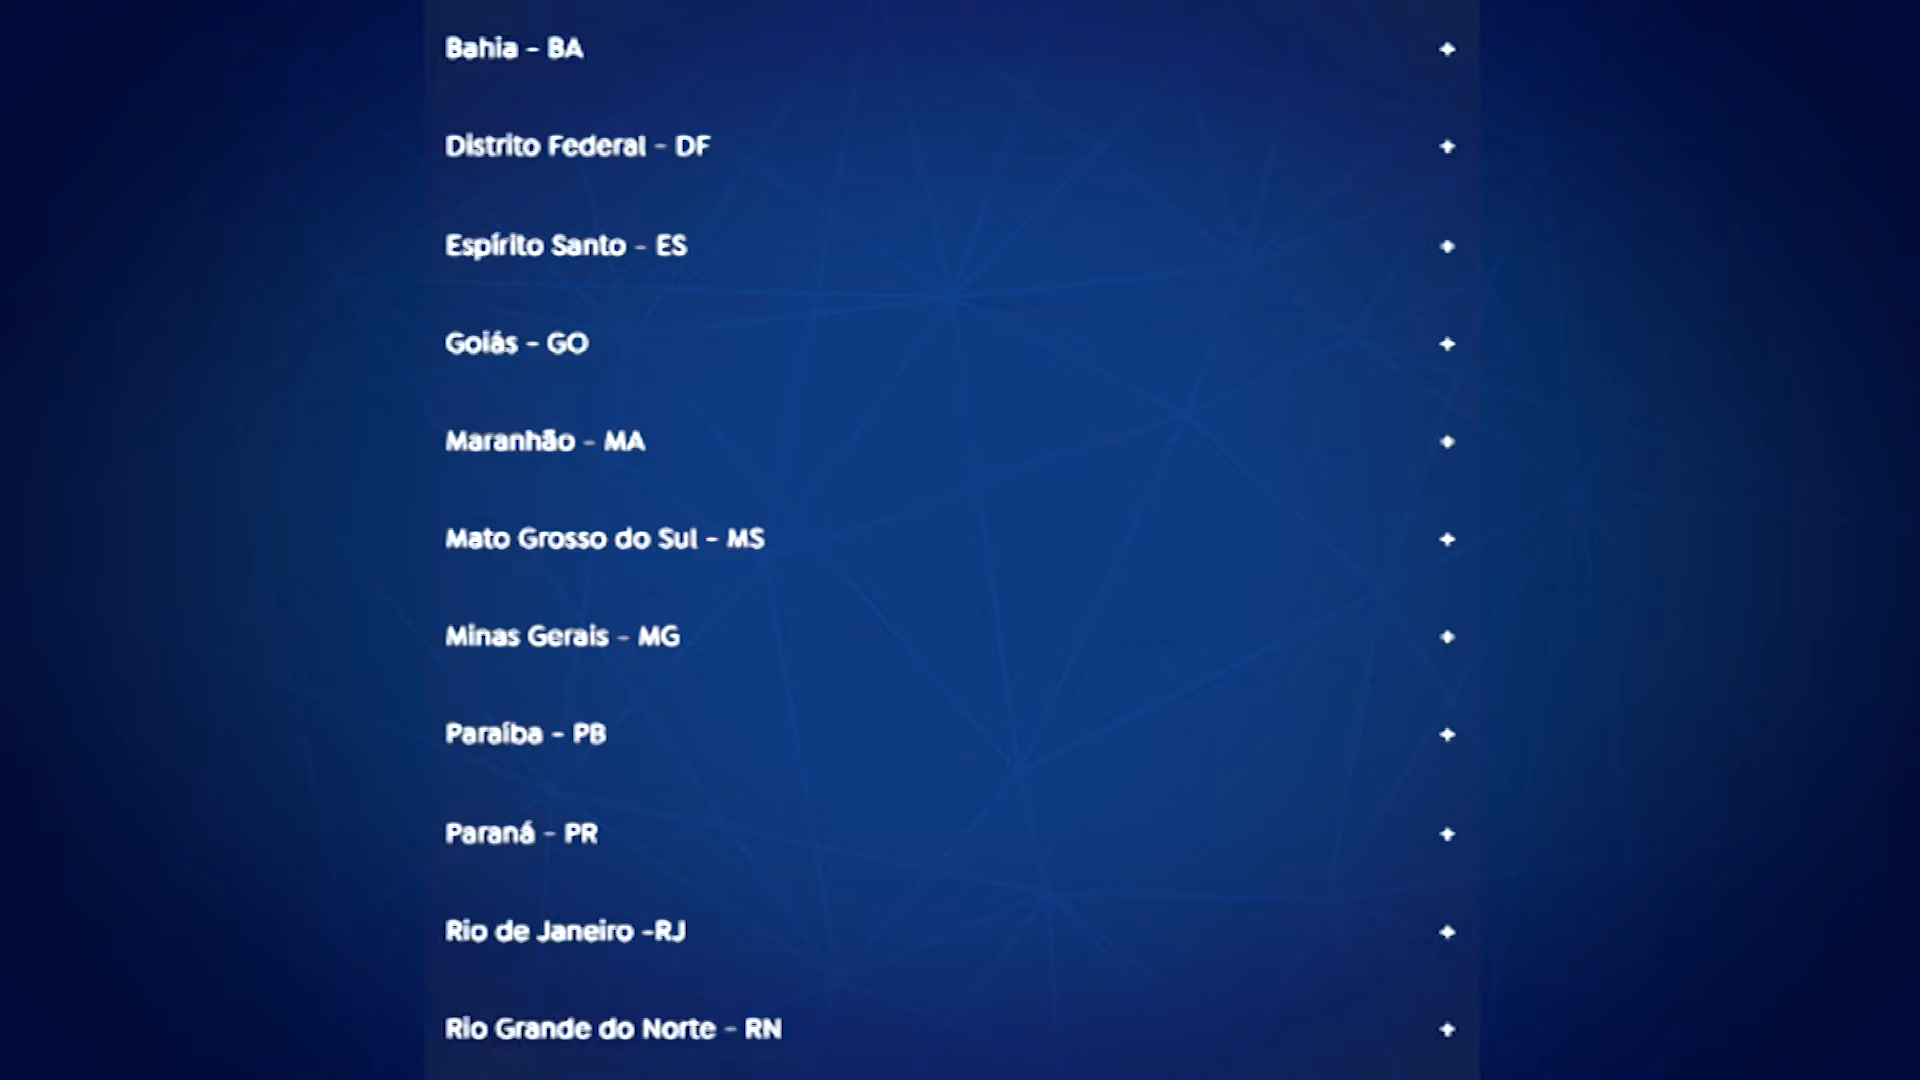 Bahia - BA
Distrito Federal - DF
Espírito Santo - ES
Goiás - GO
Maranhão - MA
Mato Grosso do Sul - MS
Minas Gerais - MG
Paraíba - PB
Paraná - PR
Rio de Janeiro -RJ
Rio Grande do Norte - RN